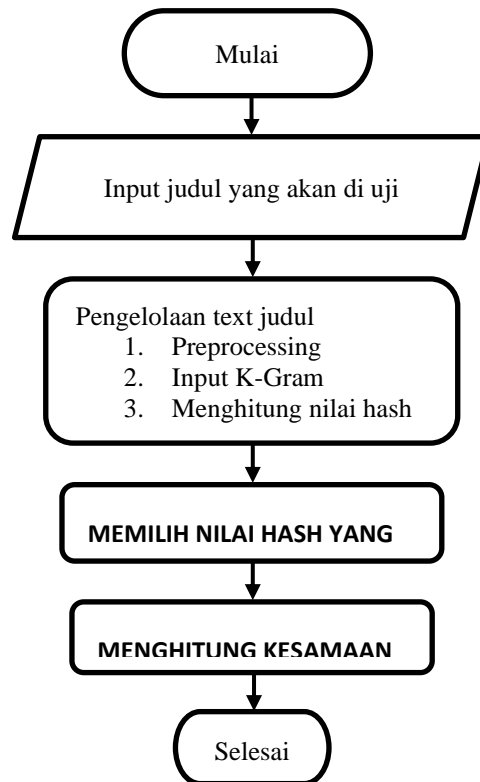 Mulai
Input judul yang akan di uji
Pengelolaan text judul
1. Preprocessing
2. Input K-Gram
3. Menghitung nilai hash
MEMILIH NILAI HASH YANG
MENGHITUNG KESAMAAN
Selesai